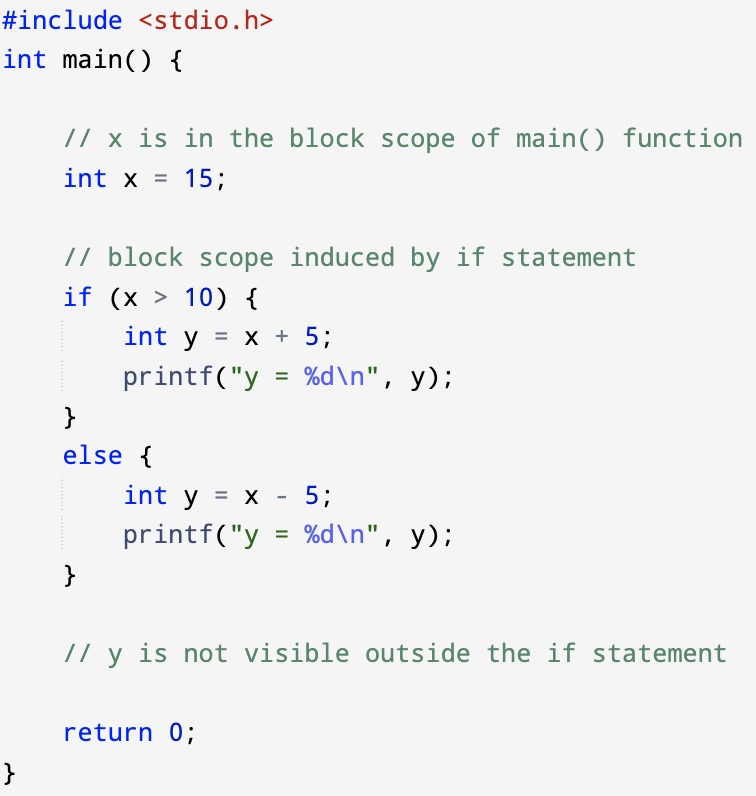 #include <stdio.h>
int main() {
    // x is in the block scope of main() function
    int x = 15;
    // block scope induced by if statement
    if (x > 10) {
        int y = x + 5;
        printf("y = %d\n", y);
    }
    else {
        int y = x - 5;
        printf("y = %d\n", y);
    }
    // y is not visible outside the if statement
    return 0;
}